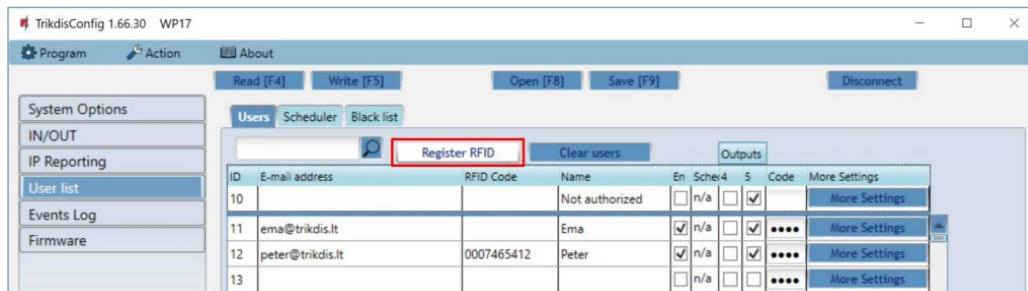 TrikdisConfig 1.66.30 WP17
Program Action About
Read [F4] Write [F5] Open [F8] Save [F9] Disconnect
System Options
IN/OUT
IP Reporting
User list
Events Log
Firmware
Users Scheduler Black list
Register RFID Clear users Outputs
ID E-mail address RFID Code Name En Sche 4 5 Code More Settings
10 Not authorized n/a More Settings
11 ema@trikdis.lt Ema n/a •••• More Settings
12 peter@trikdis.lt 0007465412 Peter n/a •••• More Settings
13 n/a •••• More Settings